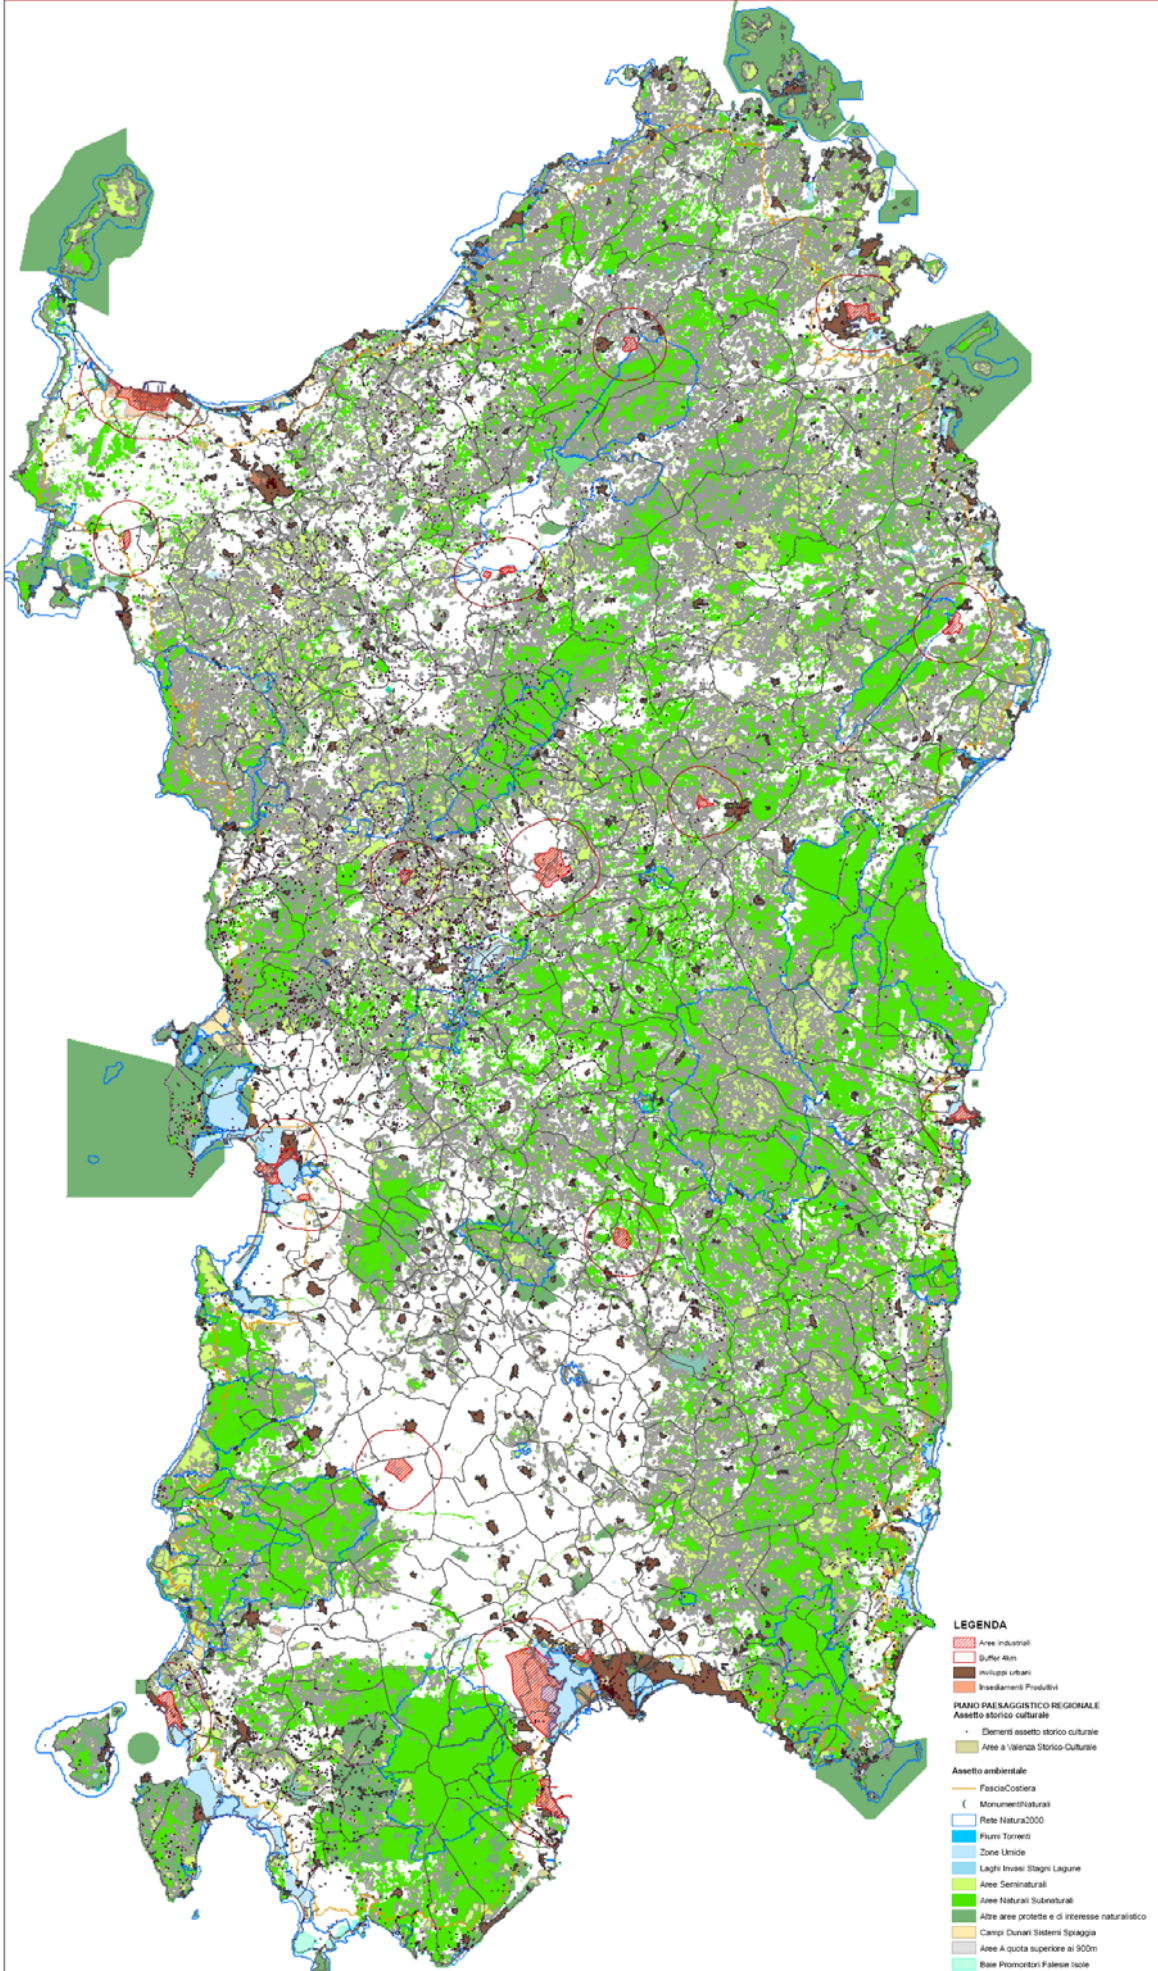 LEGENDA
Aree industriali
Buffer 4km
inviluppi urbani
Insediamenti Produttivi
PIANO PAESAGGISTICO REGIONALE
Assetto storico culturale
Elementi assetto storico culturale
Aree a Valenza Storico-Culturale
Assetto ambientale
FasciaCostiera
MonumentiNaturali
Rete Natura2000
Fiumi Torrenti
Zone Umide
Laghi Invasi Stagni Lagune
Aree Seminaturali
Aree Naturali Subnaturali
Altre aree protette e di interesse naturalistico
Campi Dunari Sistemi Spiaggia
Aree A quota superiore ai 900m
Baie Promontori Falesie Isole